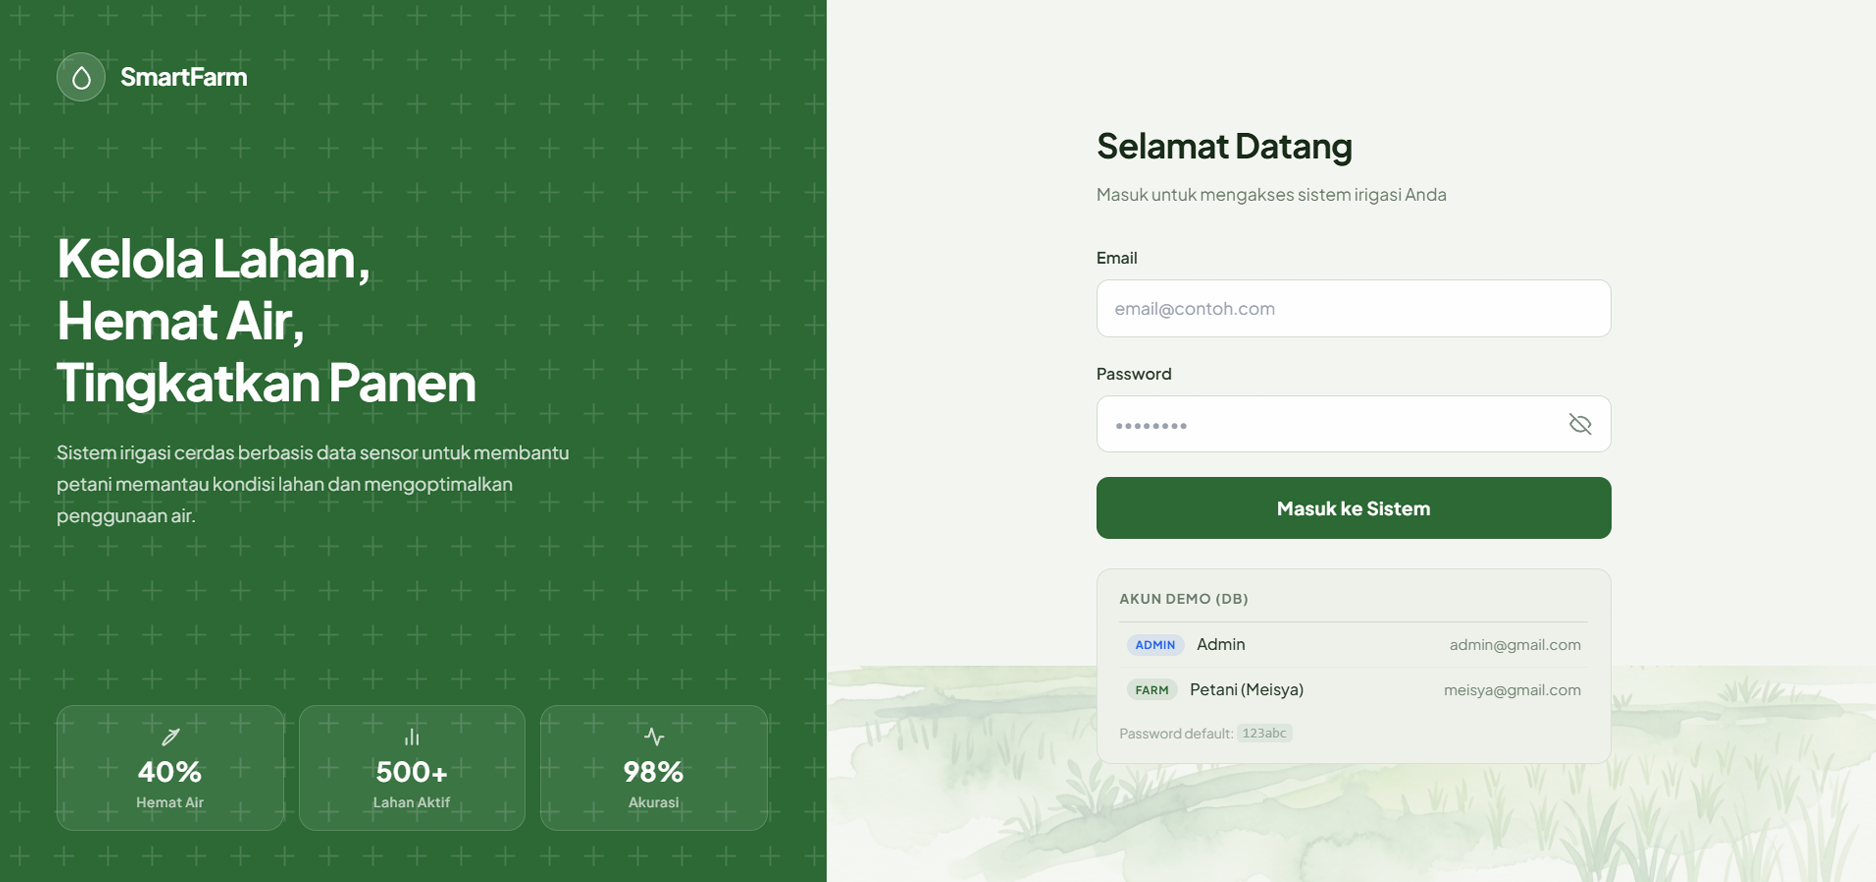 SmartFarm
Kelola Lahan,
Hemat Air,
Tingkatkan Panen
Sistem irigasi cerdas berbasis data sensor untuk membantu
petani memantau kondisi lahan dan mengoptimalkan
penggunaan air.
40%
Hemat Air
500+
Lahan Aktif
98%
Akurasi
Selamat Datang
Masuk untuk mengakses sistem irigasi Anda
Email
email@contoh.com
Password
••••••••
Masuk ke Sistem
AKUN DEMO (DB)
ADMIN Admin admin@gmail.com
FARM Petani (Meisya) meisya@gmail.com
Password default: 123abc